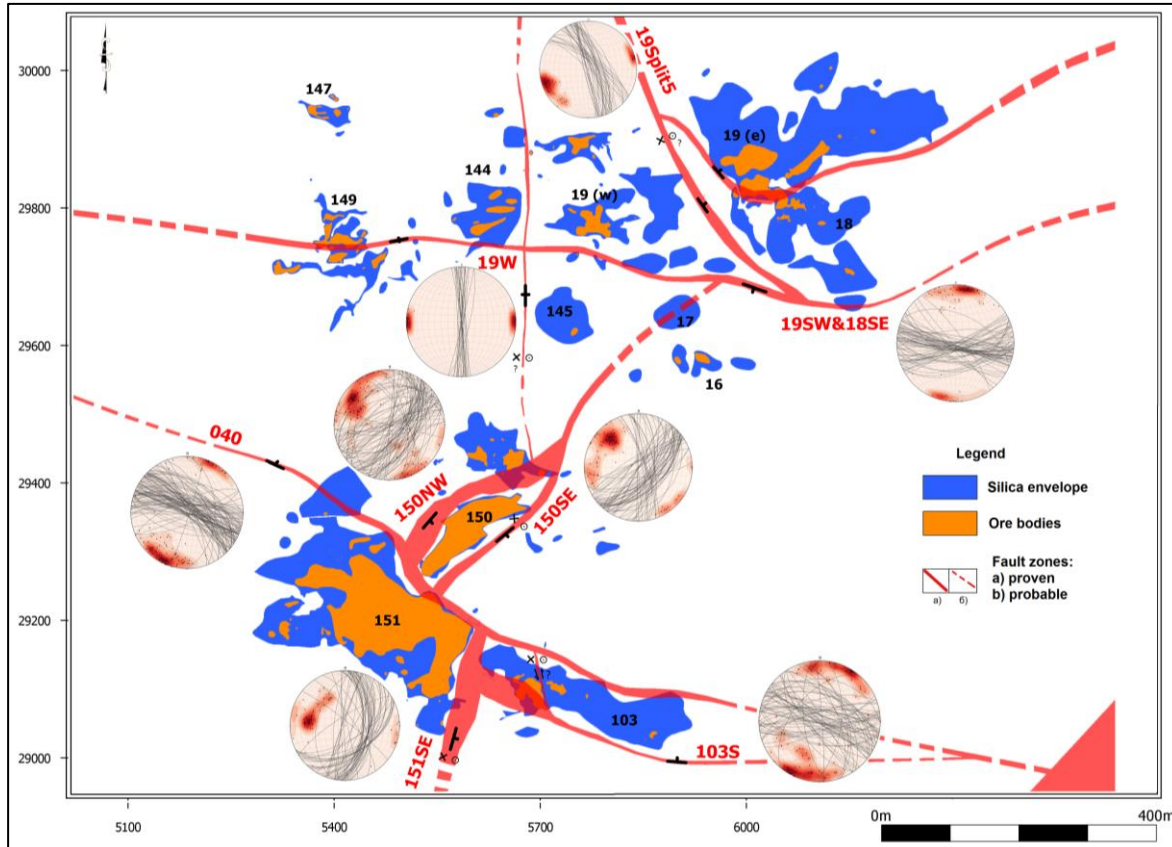 30000
29800
29600
29400
29200
29000
5100
5400
5700
6000
147
149
144
19 (w)
19Split5
19 (e)
18
19W
145
17
16
19SW&18SE
040
150NW
150
150SE
151
151SE
103
103S
?
?
?
Legend
Silica envelope
Ore bodies
Fault zones:
a) proven
b) probable
а)
б)
0m
400m